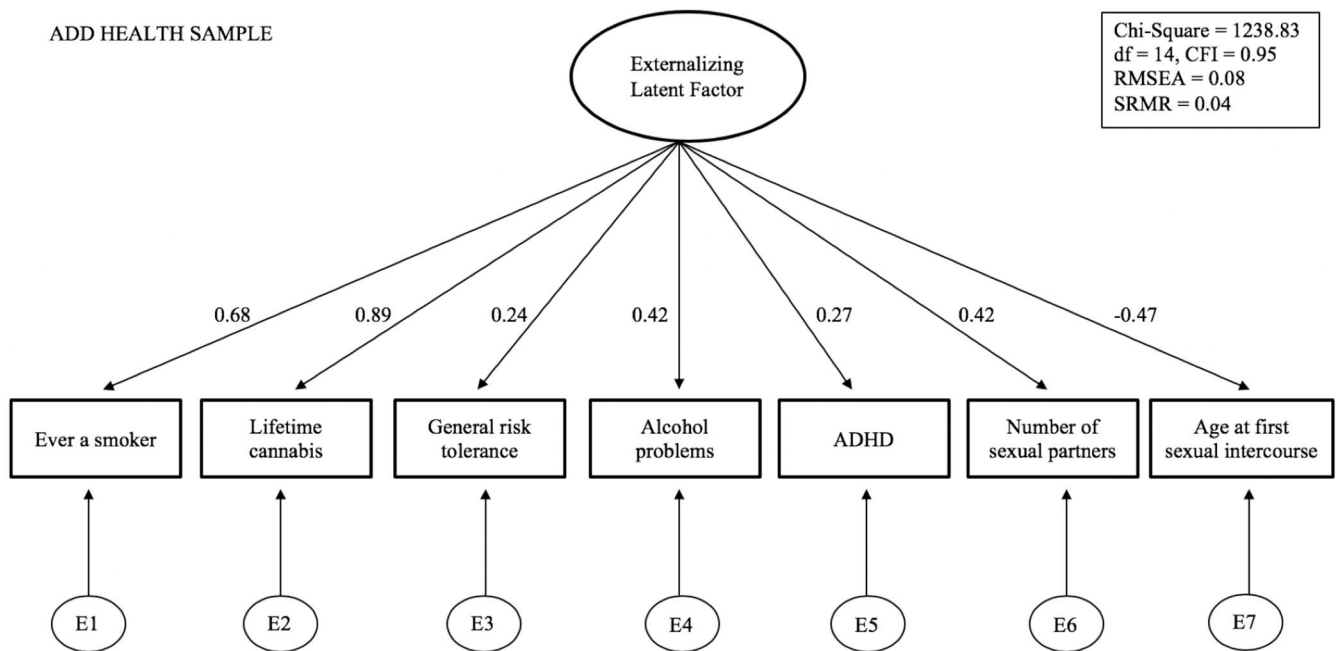 ADD HEALTH SAMPLE
Externalizing
Latent Factor
Chi-Square = 1238.83
df = 14, CFI = 0.95
RMSEA = 0.08
SRMR = 0.04
0.68
0.89
0.24
0.42
0.27
0.42
-0.47
Ever a smoker
Lifetime
cannabis
General risk
tolerance
Alcohol
problems
ADHD
Number of
sexual partners
Age at first
sexual intercourse
E1
E2
E3
E4
E5
E6
E7